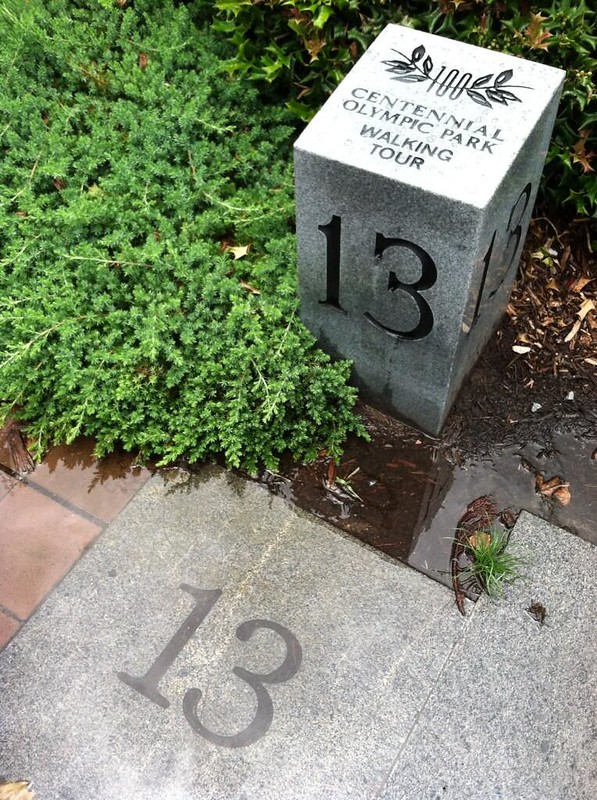 100
CENTENNIAL
OLYMPIC PARK
WALKING
TOUR
13
13
13